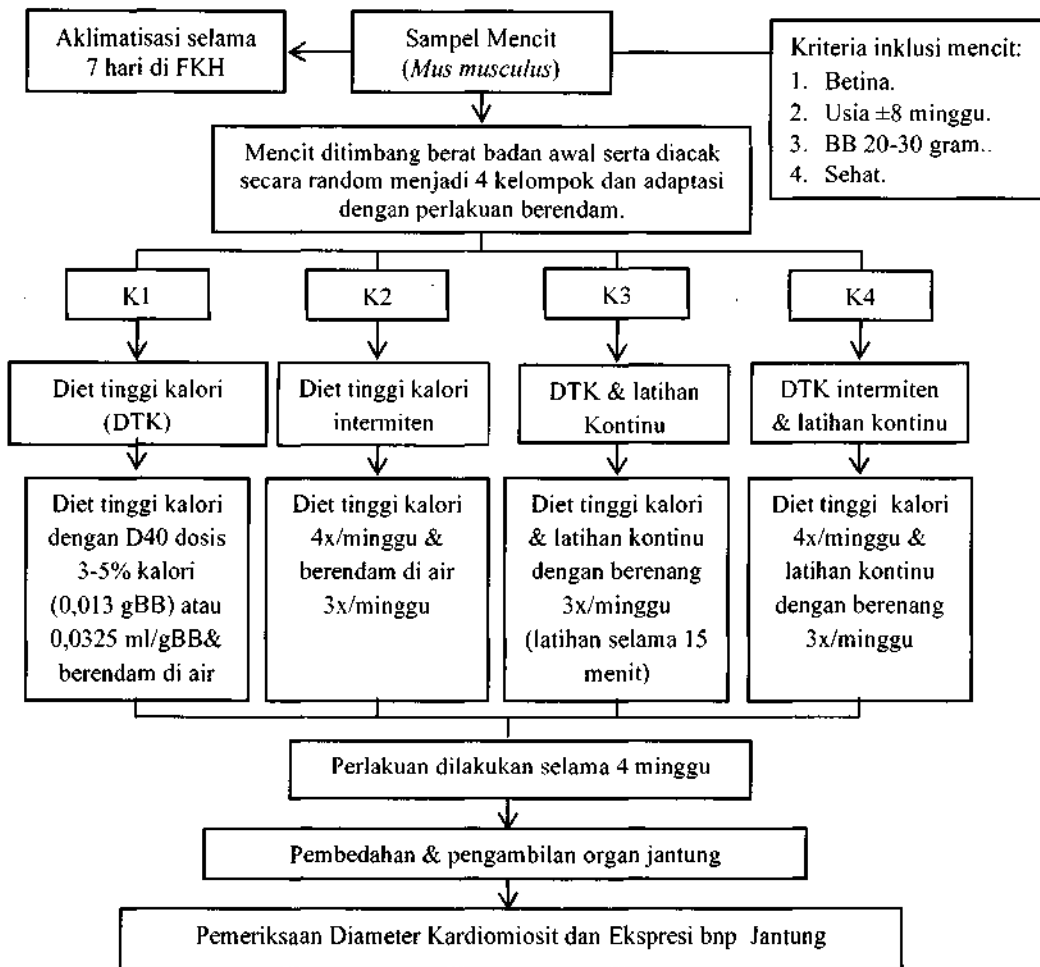 Aklimatisasi selama
7 hari di FKH
Sampel Mencit
(Mus musculus)
Kriteria inklusi mencit:
1. Betina.
2. Usia ±8 minggu.
3. BB 20-30 gram..
4. Sehat.
Mencit ditimbang berat badan awal serta diacak
secara random menjadi 4 kelompok dan adaptasi
dengan perlakuan berendam.
K1
K2
K3
K4
Diet tinggi kalori
(DTK)
Diet tinggi kalori
intermiten
DTK & latihan
Kontinu
DTK intermiten
& latihan kontinu
Diet tinggi kalori
dengan D40 dosis
3-5% kalori
(0,013 gBB) atau
0,0325 ml/gBB&
berendam di air
Diet tinggi kalori
4x/minggu &
berendam di air
3x/minggu
Diet tinggi kalori
& latihan kontinu
dengan berenang
3x/minggu
(latihan selama 15
menit)
Diet tinggi kalori
4x/minggu &
latihan kontinu
dengan berenang
3x/minggu
Perlakuan dilakukan selama 4 minggu
Pembedahan & pengambilan organ jantung
Pemeriksaan Diameter Kardiomiosit dan Ekspresi bnp Jantung